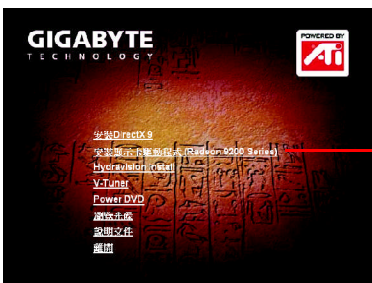 GIGABYTE
TECHNOLOGY
POWERED BY
ATI
安裝DirectX 9
安裝顯示卡驅動程式 (Radeon 9200 Series)
Hydravision Install
V-Tuner
Power DVD
瀏覽光碟
說明文件
離開